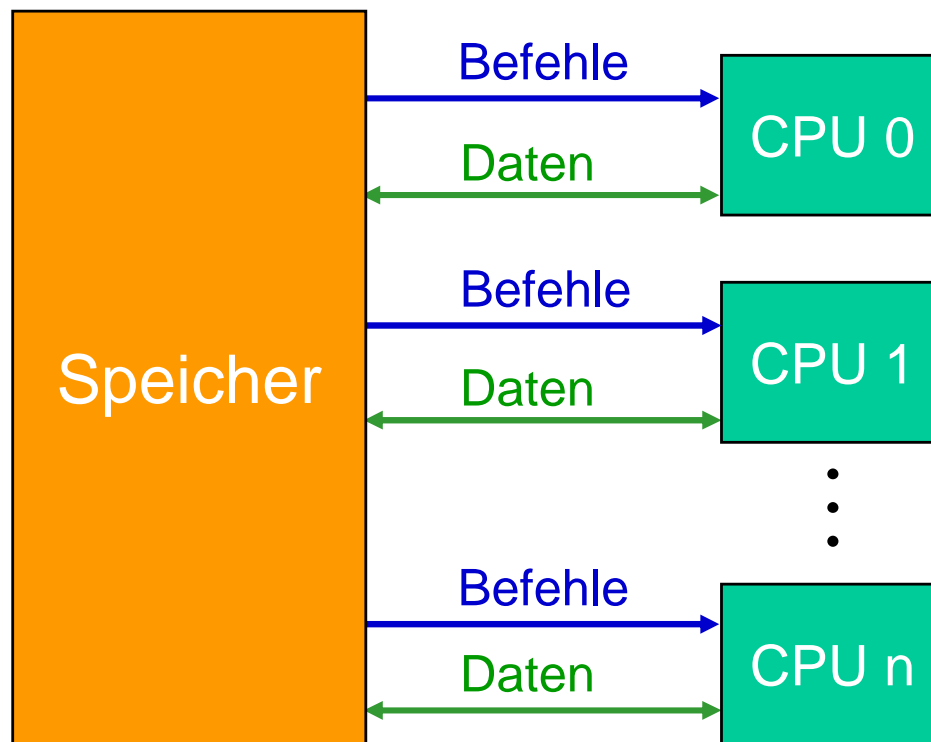 Befehle
CPU 0
Daten
Befehle
Speicher
CPU 1
Daten
Befehle
CPU n
Daten